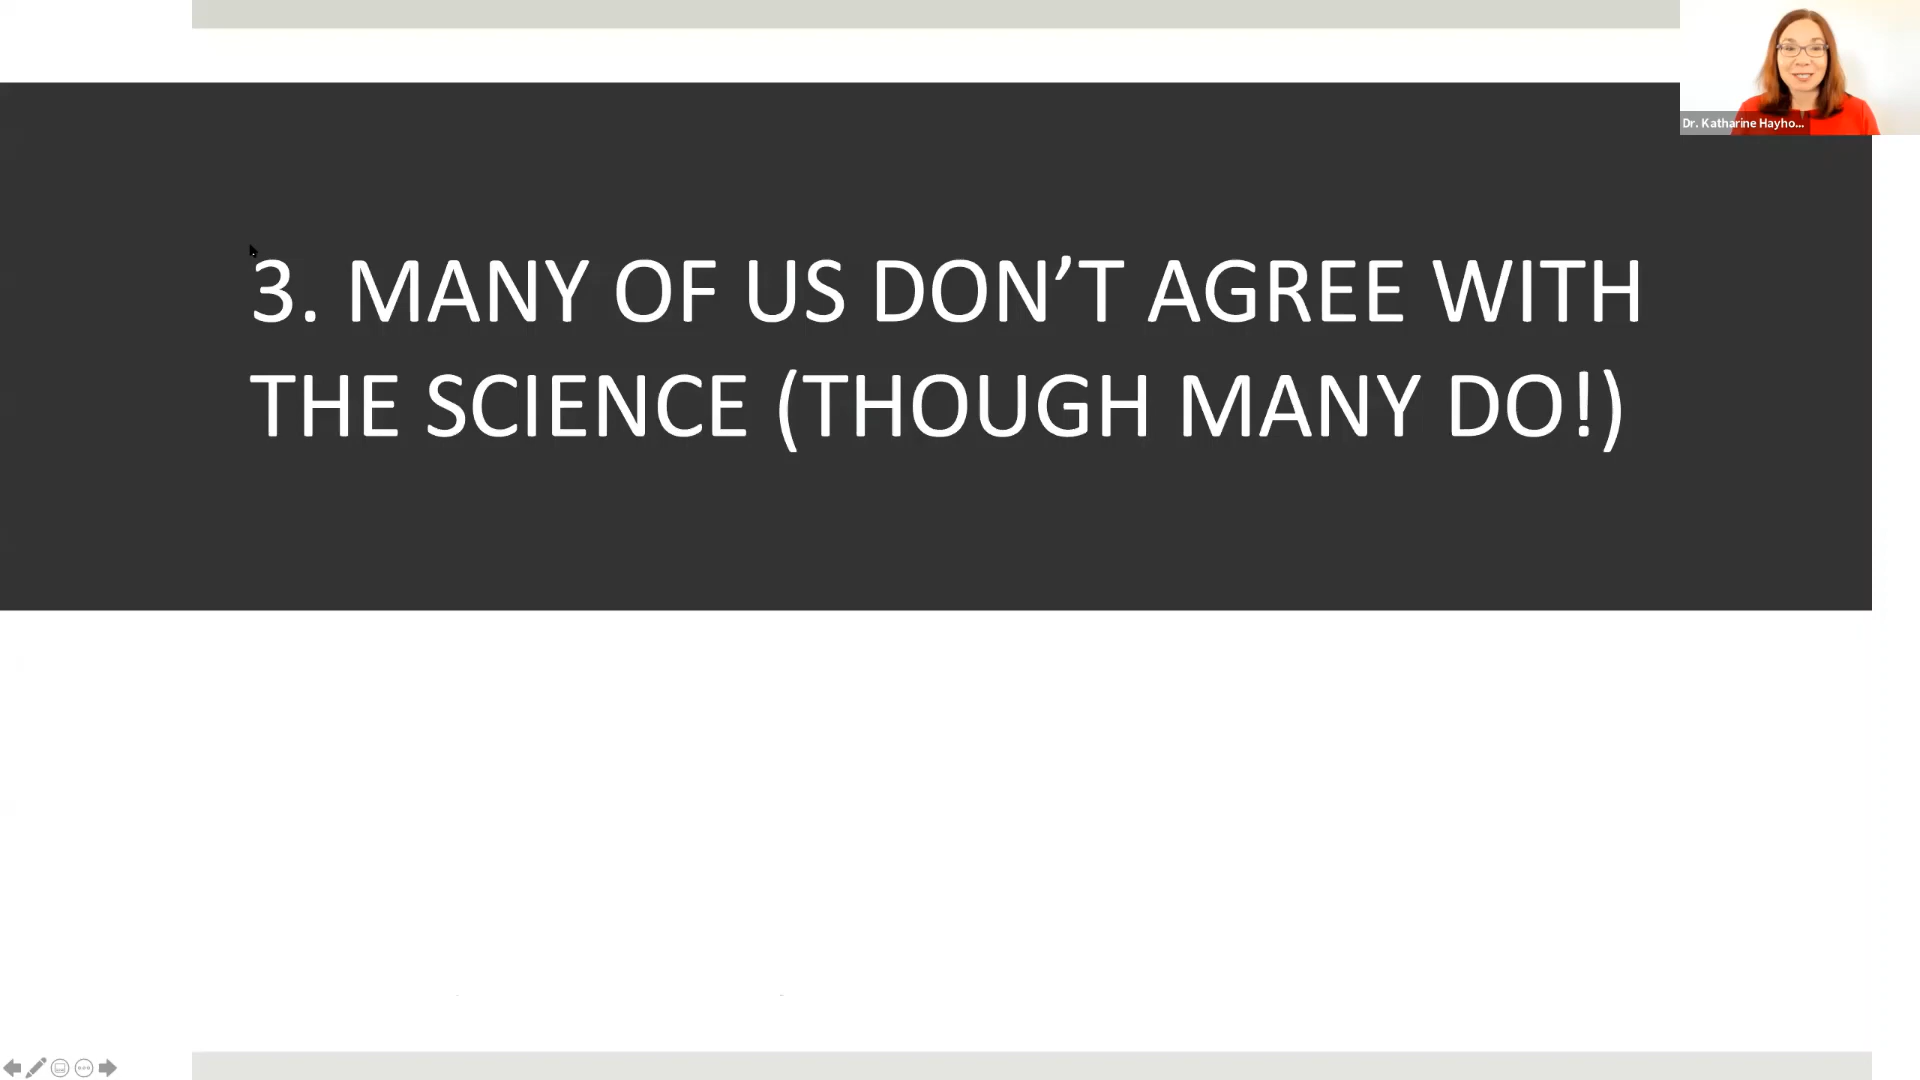 Dr. Katharine Hayho...
3. MANY OF US DON’T AGREE WITH
THE SCIENCE (THOUGH MANY DO!)